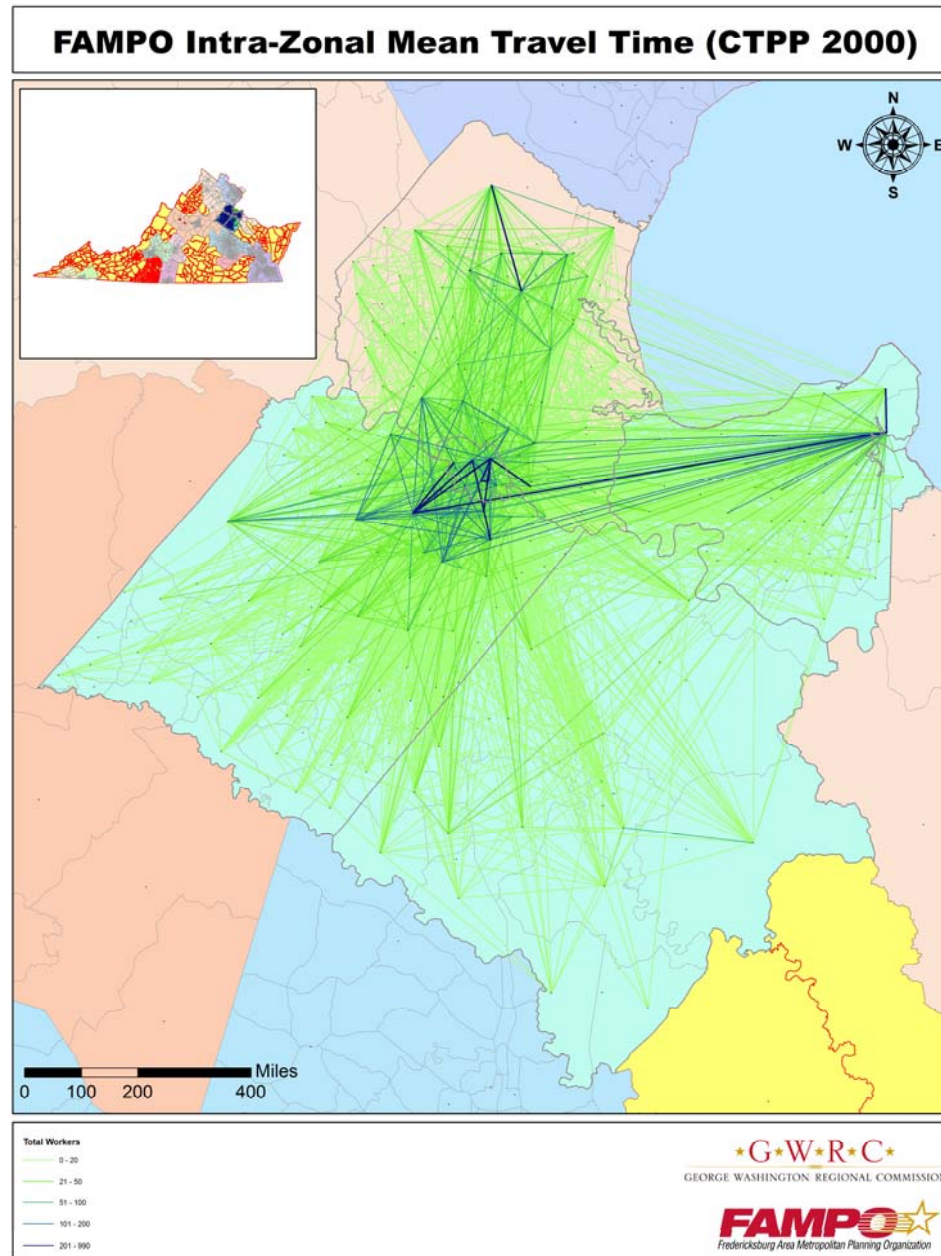 FAMPO Intra-Zonal Mean Travel Time (CTPP 2000)
N
W E
S
Miles
0 100 200 400
Total Workers
0 - 20
21 - 50
51 - 100
101 - 200
201 - 990
G W R C
GEORGE WASHINGTON REGIONAL COMMISSION
FAMPO
Fredericksburg Area Metropolitan Planning Organization